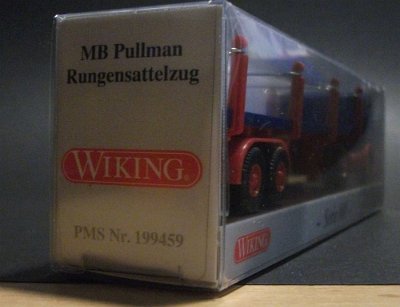 MB Pullman
Rungensattelzug
WIKING®
PMS Nr. 199459
WIKING